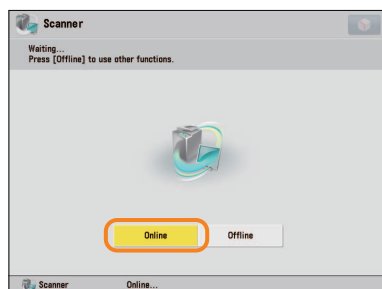 Scanner
Waiting...
Press [Offline] to use other functions.
Online Offline
Scanner Online...